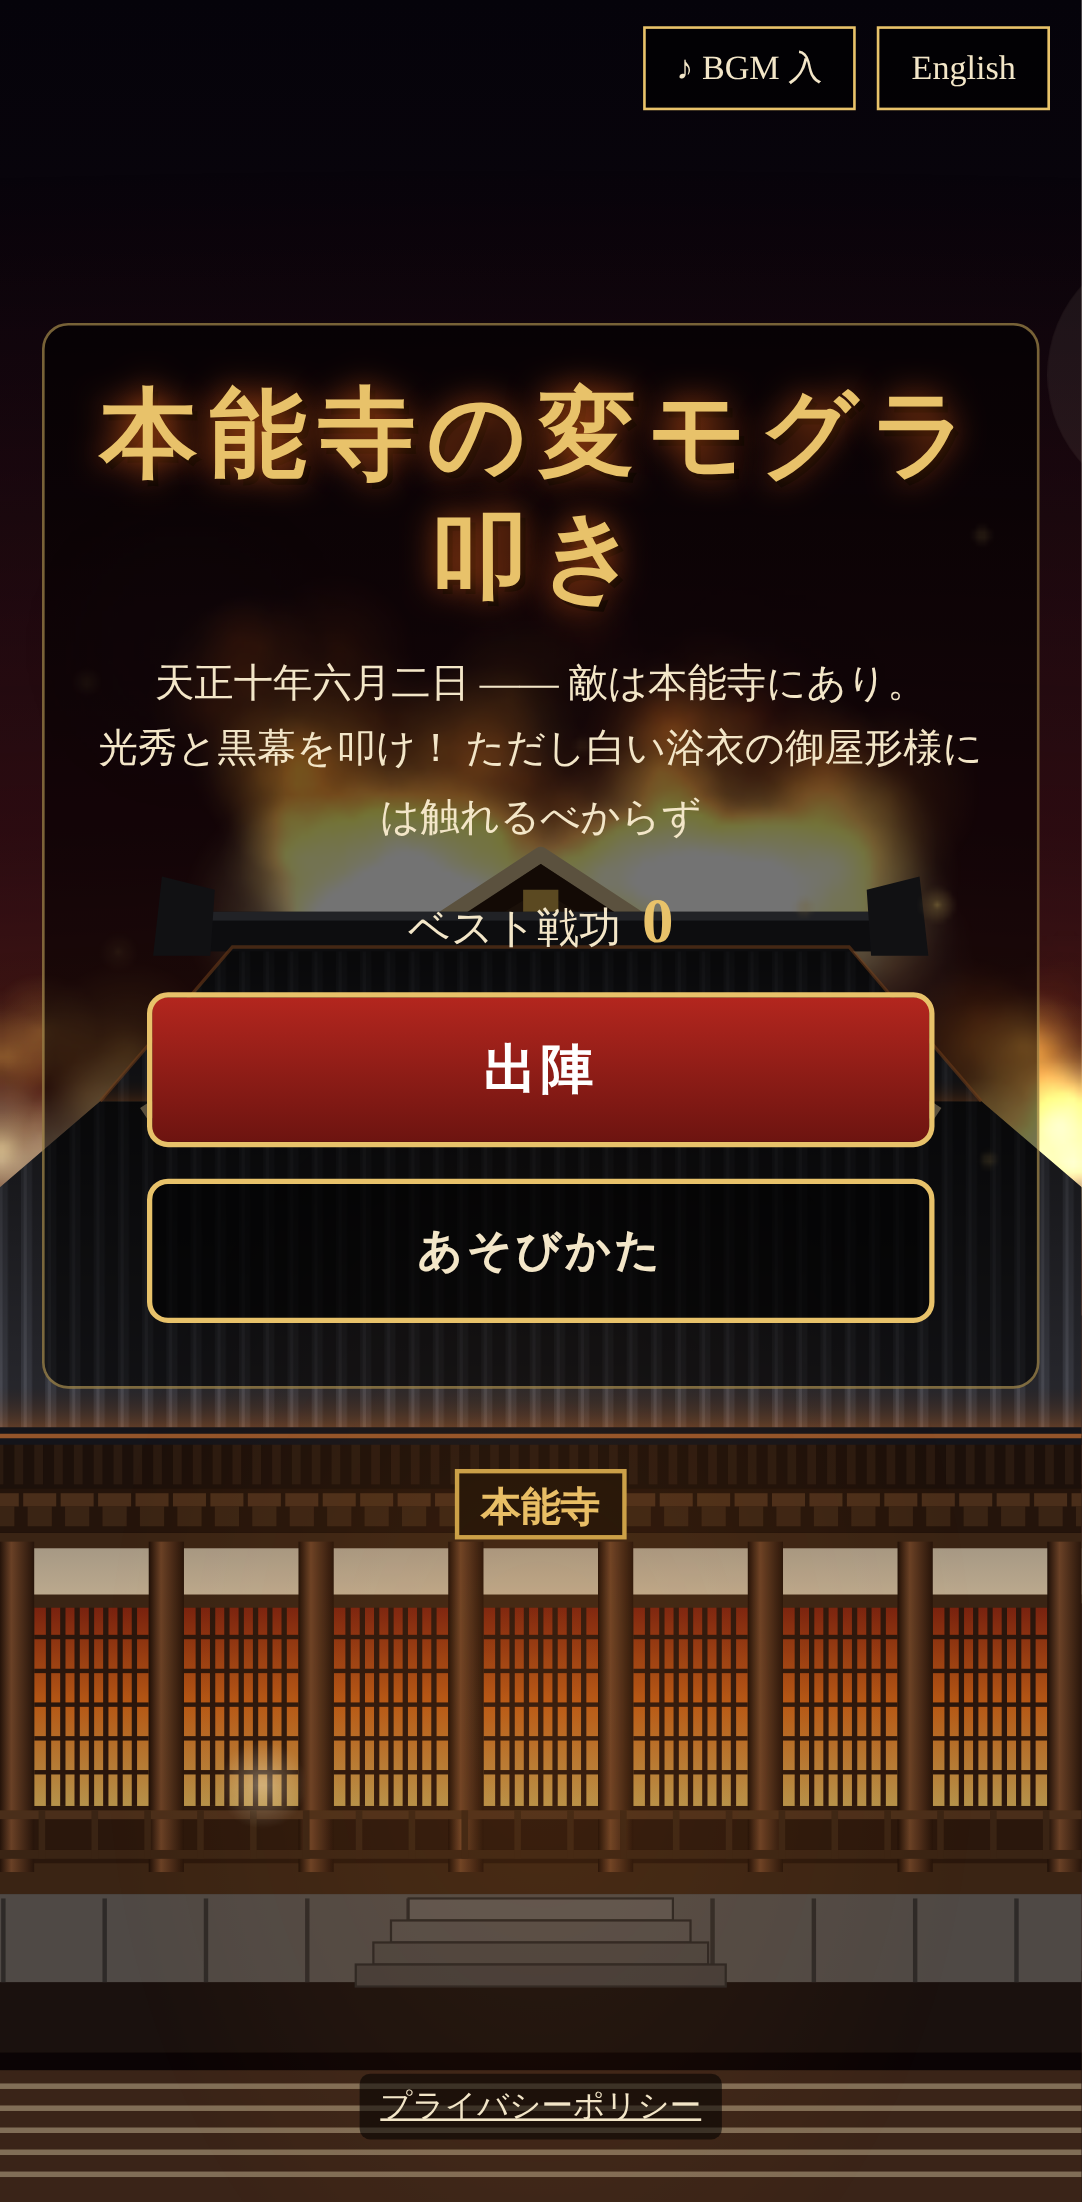 ♪ BGM 入
English
本能寺の変モグラ
叩き
天正十年六月二日 —— 敵は本能寺にあり。
光秀と黒幕を叩け！ ただし白い浴衣の御屋形様に
は触れるべからず
ベスト戦功 0
出陣
あそびかた
本能寺
プライバシーポリシー